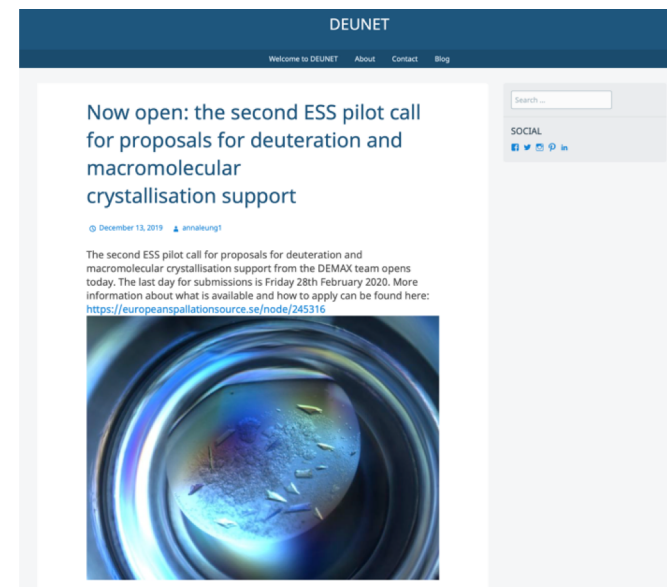 DEUNET
Welcome to DEUNET About Contact Blog
Now open: the second ESS pilot call
for proposals for deuteration and
macromolecular
crystallisation support
December 13, 2019 annaleung1
The second ESS pilot call for proposals for deuteration and
macromolecular crystallisation support from the DEMAX team opens
today. The last day for submissions is Friday 28th February 2020. More
information about what is available and how to apply can be found here:
https://europeanspallationsource.se/node/245316
Search ...
SOCIAL